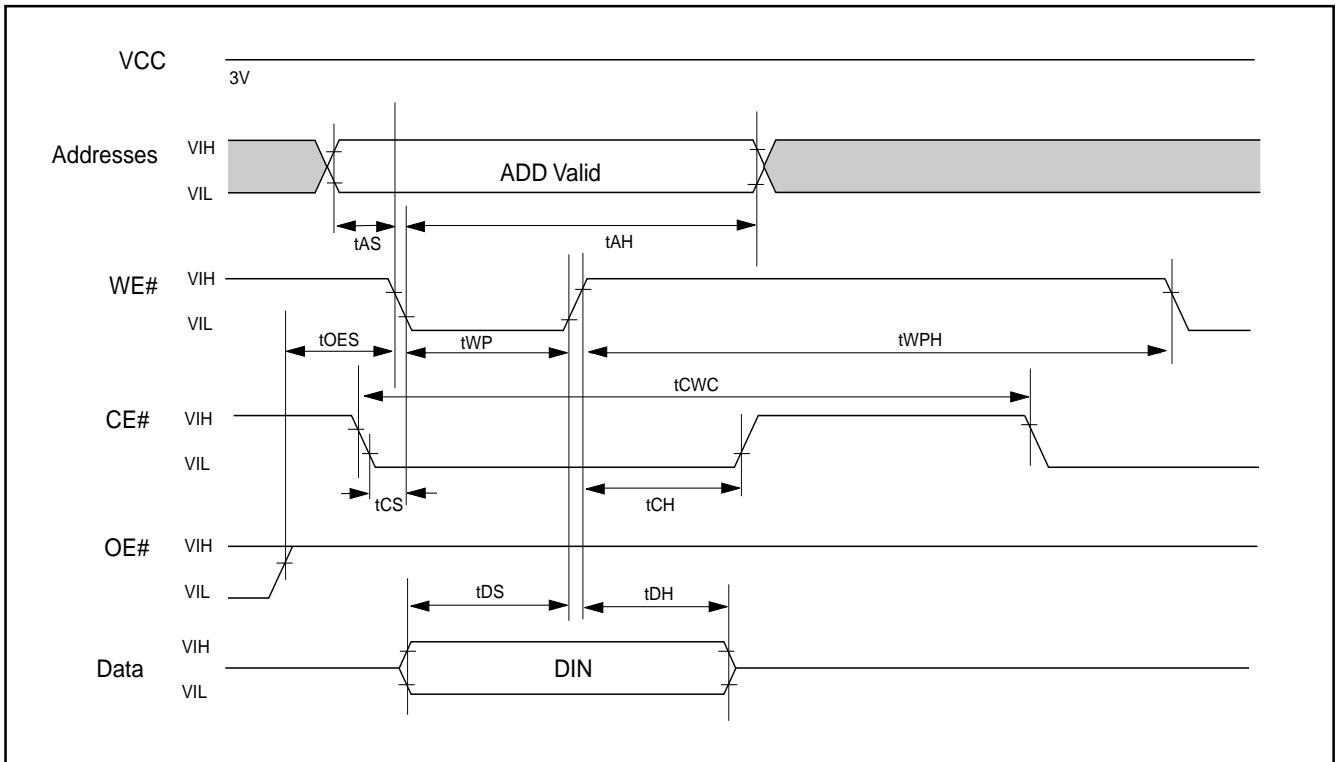 VCC
3V
Addresses
VIH
VIL
ADD Valid
tAS
tAH
WE#
VIH
VIL
tOES
tWP
tWPH
tCWC
CE#
VIH
VIL
tCS
tCH
OE#
VIH
VIL
tDS
tDH
Data
VIH
VIL
DIN